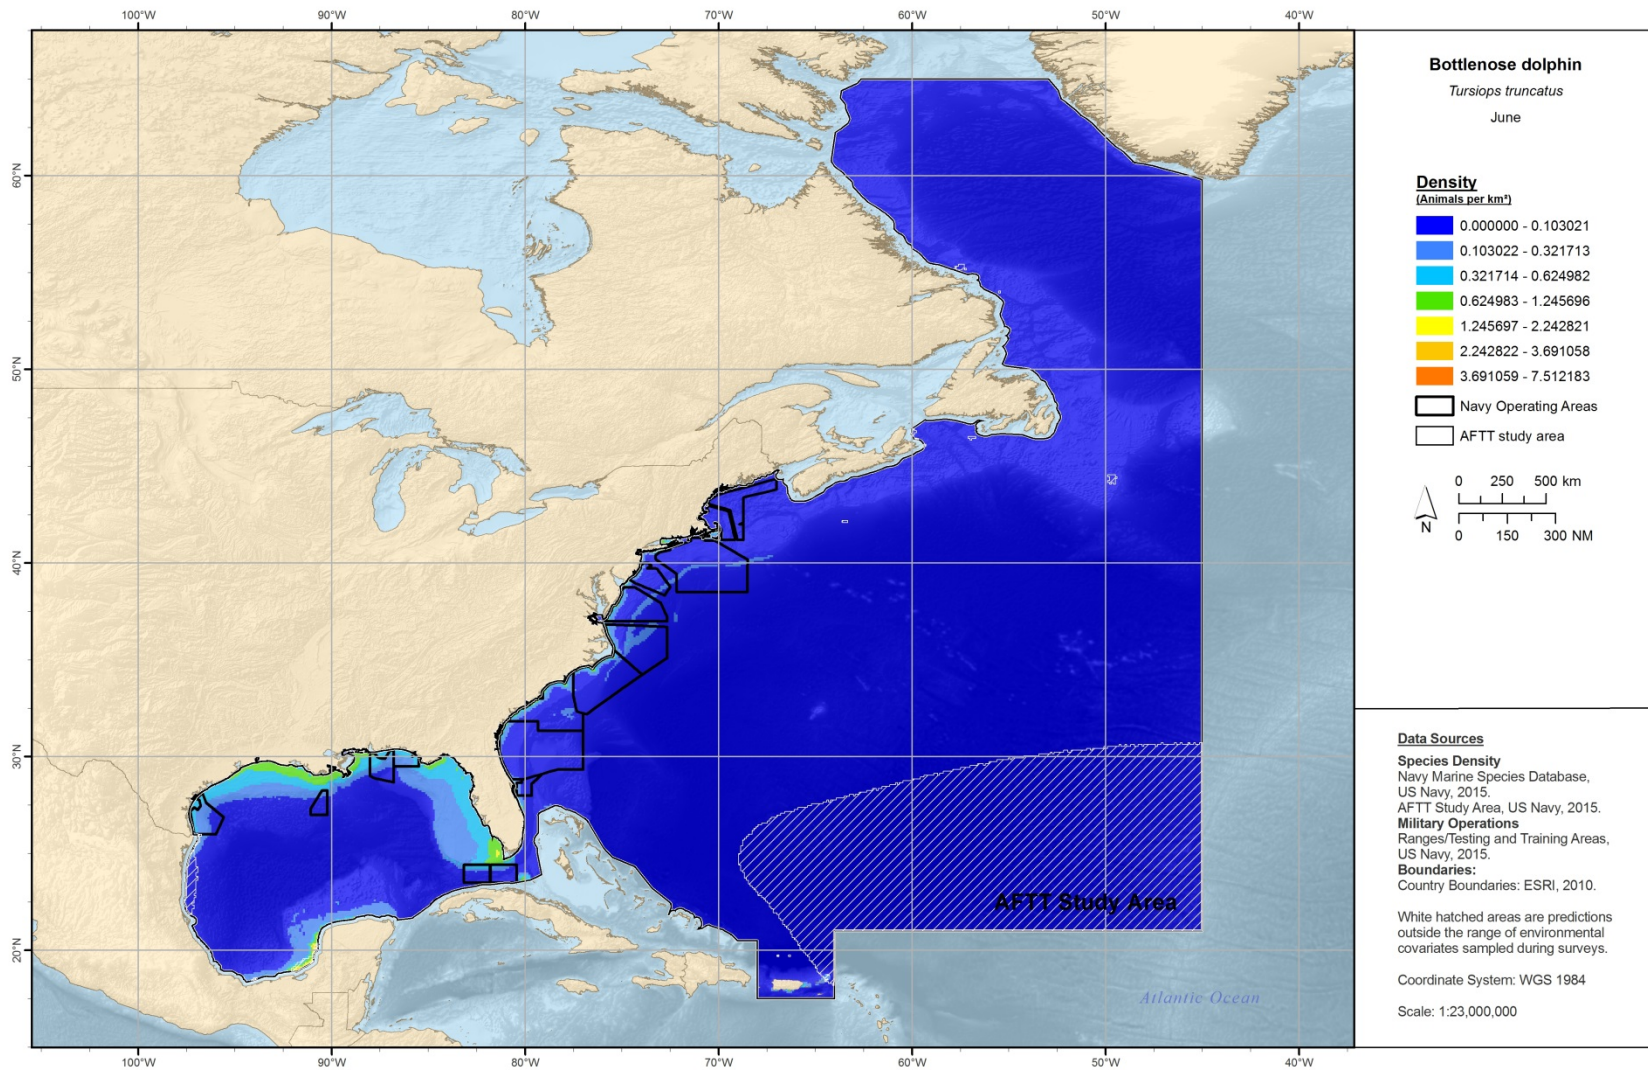 100°W 90°W 80°W 70°W 60°W 50°W 40°W
60°N
50°N
40°N
30°N
20°N
AFTT Study Area
Atlantic Ocean
100°W 90°W 80°W 70°W 60°W 50°W 40°W
Bottlenose dolphin
Tursiops truncatus
June
Density
(Animals per km²)
0.000000 - 0.103021
0.103022 - 0.321713
0.321714 - 0.624982
0.624983 - 1.245696
1.245697 - 2.242821
2.242822 - 3.691058
3.691059 - 7.512183
Navy Operating Areas
AFTT study area
N
0 250 500 km
0 150 300 NM
Data Sources
Species Density
Navy Marine Species Database,
US Navy, 2015.
AFTT Study Area, US Navy, 2015.
Military Operations
Ranges/Testing and Training Areas,
US Navy, 2015.
Boundaries:
Country Boundaries: ESRI, 2010.
White hatched areas are predictions
outside the range of environmental
covariates sampled during surveys.
Coordinate System: WGS 1984
Scale: 1:23,000,000